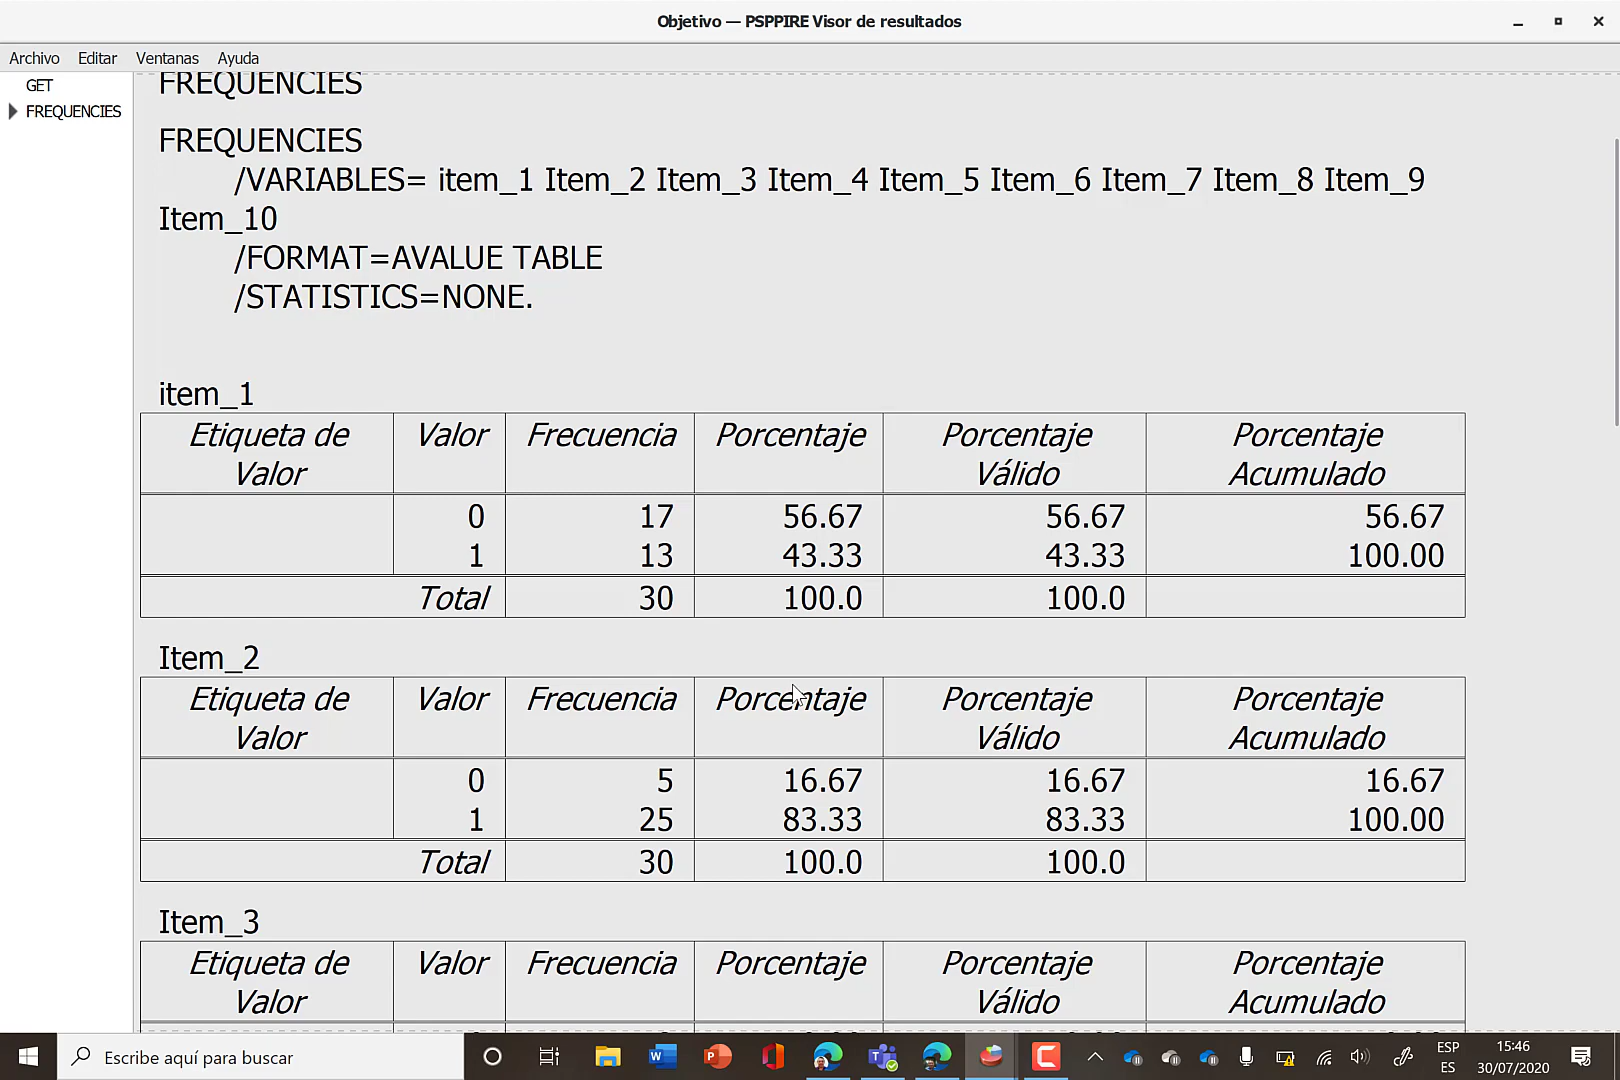 Objetivo — PSPPIRE Visor de resultados
Archivo Editar Ventanas Ayuda
GET
FREQUENCIES
FREQUENCIES
FREQUENCIES
/VARIABLES= item_1 Item_2 Item_3 Item_4 Item_5 Item_6 Item_7 Item_8 Item_9
Item_10
/FORMAT=AVALUE TABLE
/STATISTICS=NONE.
item_1
Etiqueta de Valor Valor Frecuencia Porcentaje Porcentaje Válido Porcentaje Acumulado
0 17 56.67 56.67 56.67
1 13 43.33 43.33 100.00
Total 30 100.0 100.0
Item_2
Etiqueta de Valor Valor Frecuencia Porcentaje Porcentaje Válido Porcentaje Acumulado
0 5 16.67 16.67 16.67
1 25 83.33 83.33 100.00
Total 30 100.0 100.0
Item_3
Etiqueta de Valor Valor Frecuencia Porcentaje Porcentaje Válido Porcentaje Acumulado
Escribe aquí para buscar
ESP
ES
15:46
30/07/2020